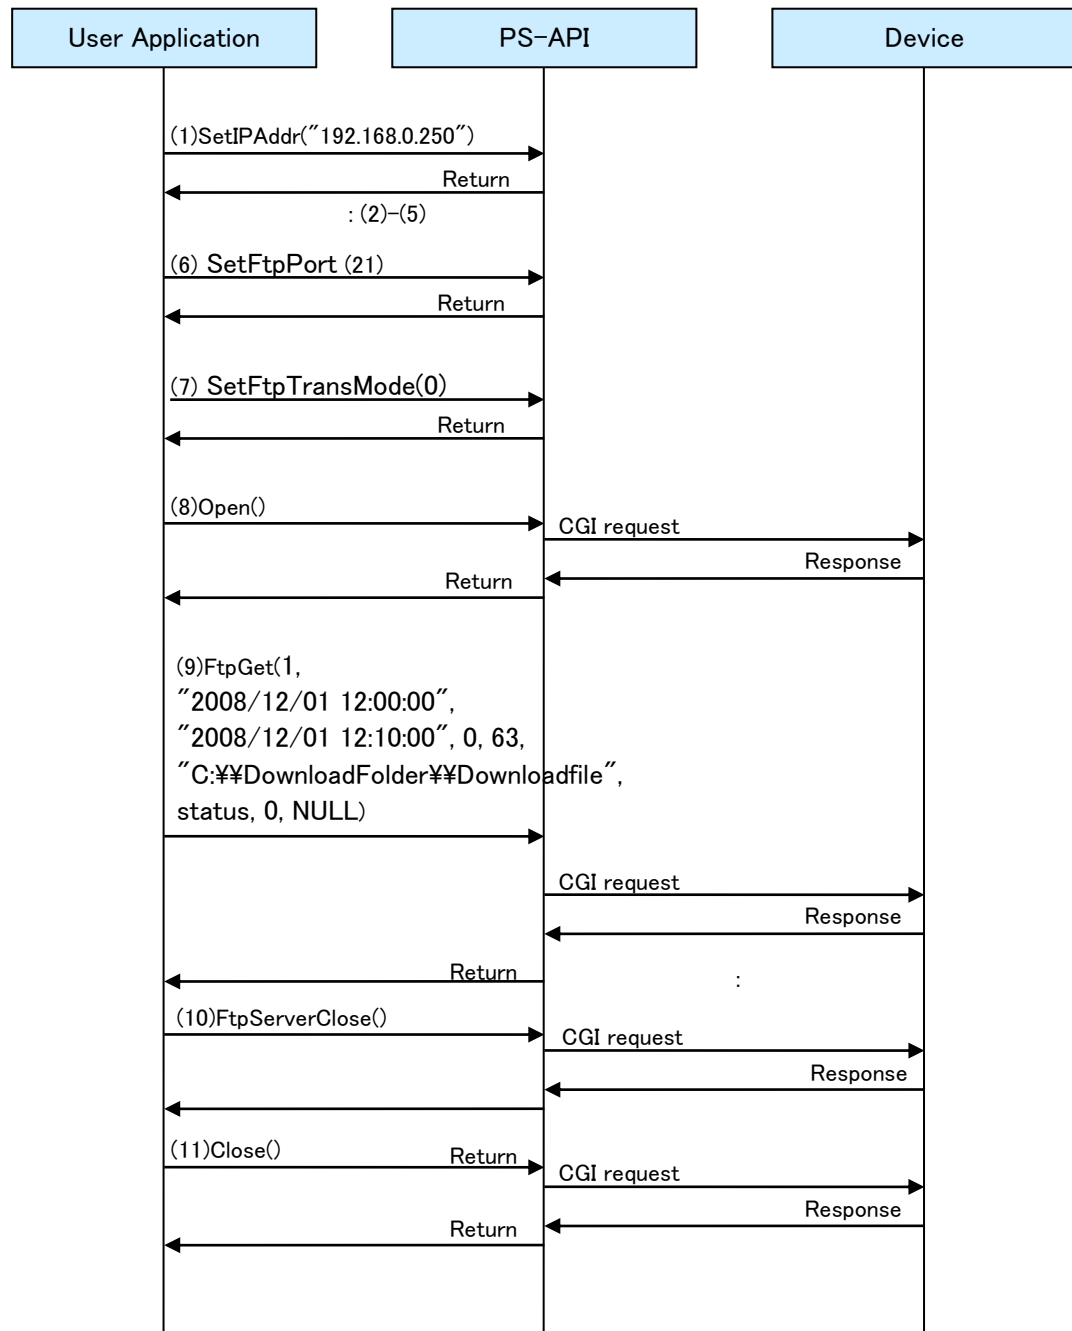 User Application
PS-API
Device
(1)SetIPAddr("192.168.0.250")
Return
: (2)-(5)
(6) SetFtpPort (21)
Return
(7) SetFtpTransMode(0)
Return
(8)Open()
CGI request
Response
Return
(9)FtpGet(1,
"2008/12/01 12:00:00",
"2008/12/01 12:10:00", 0, 63,
"C:¥¥DownloadFolder¥¥Downloadfile",
status, 0, NULL)
CGI request
Response
Return
:
(10)FtpServerClose()
CGI request
Response
(11)Close()
Return
CGI request
Response
Return